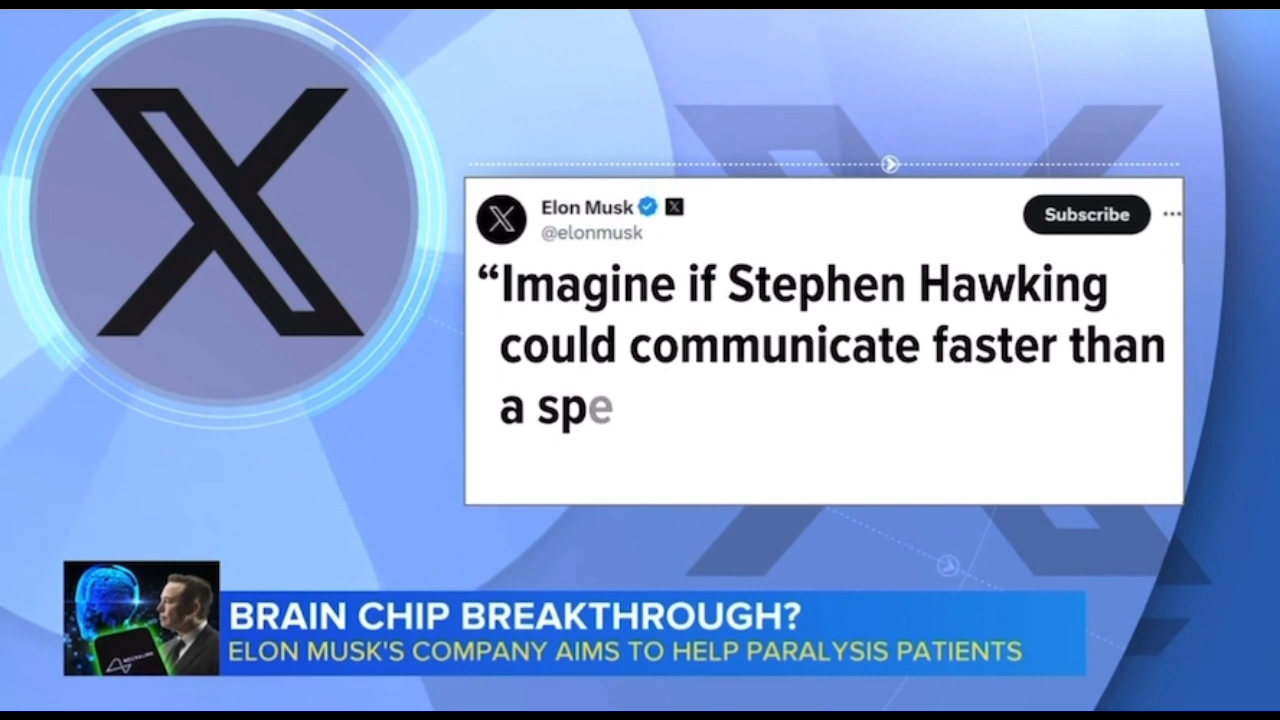 Elon Musk
@elonmusk
Subscribe
“Imagine if Stephen Hawking
could communicate faster than
a spe
NEURALINK
BRAIN CHIP BREAKTHROUGH?
ELON MUSK'S COMPANY AIMS TO HELP PARALYSIS PATIENTS